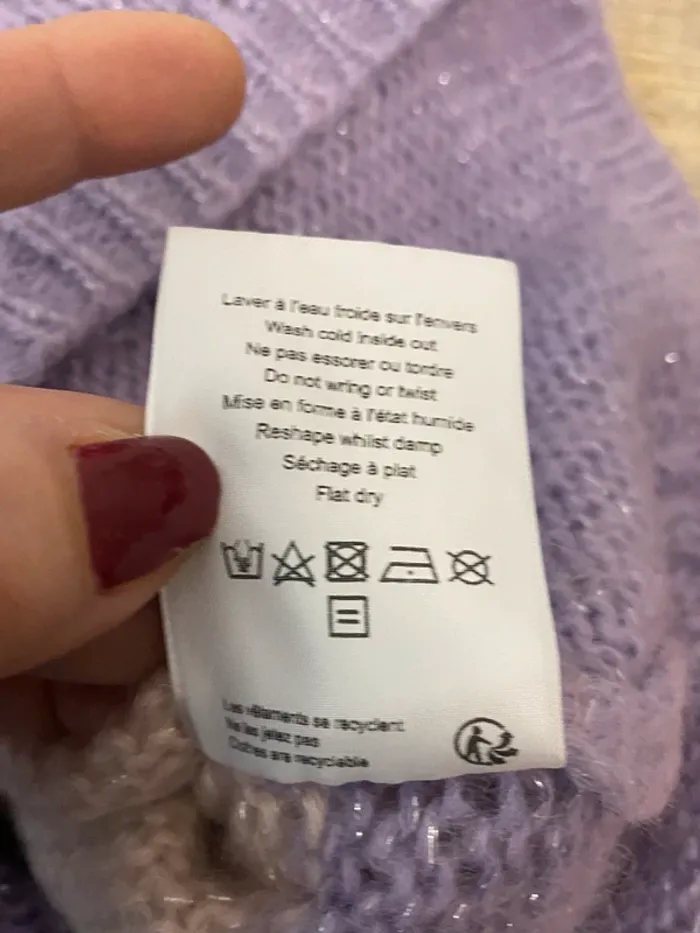 Laver à l'eau froide sur l'envers
Wash cold inside out
Ne pas essorer ou tordre
Do not wring or twist
Mise en forme à l'état humide
Reshape whilst damp
Séchage à plat
Flat dry
Les vêtements se recyclent
Ne les jetez pas
Clothes are recyclable